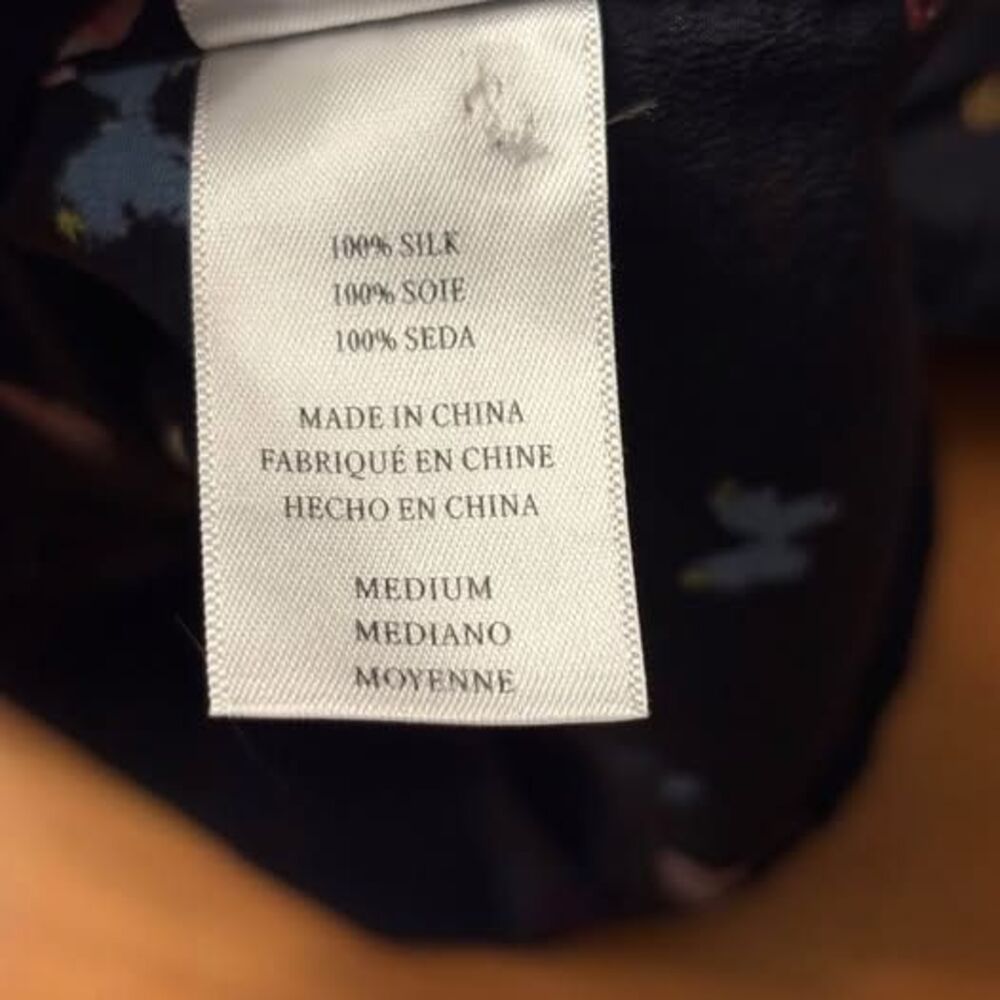 100% SILK
100% SOIE
100% SEDA
MADE IN CHINA
FABRIQUÉ EN CHINE
HECHO EN CHINA
MEDIUM
MEDIANO
MOYENNE